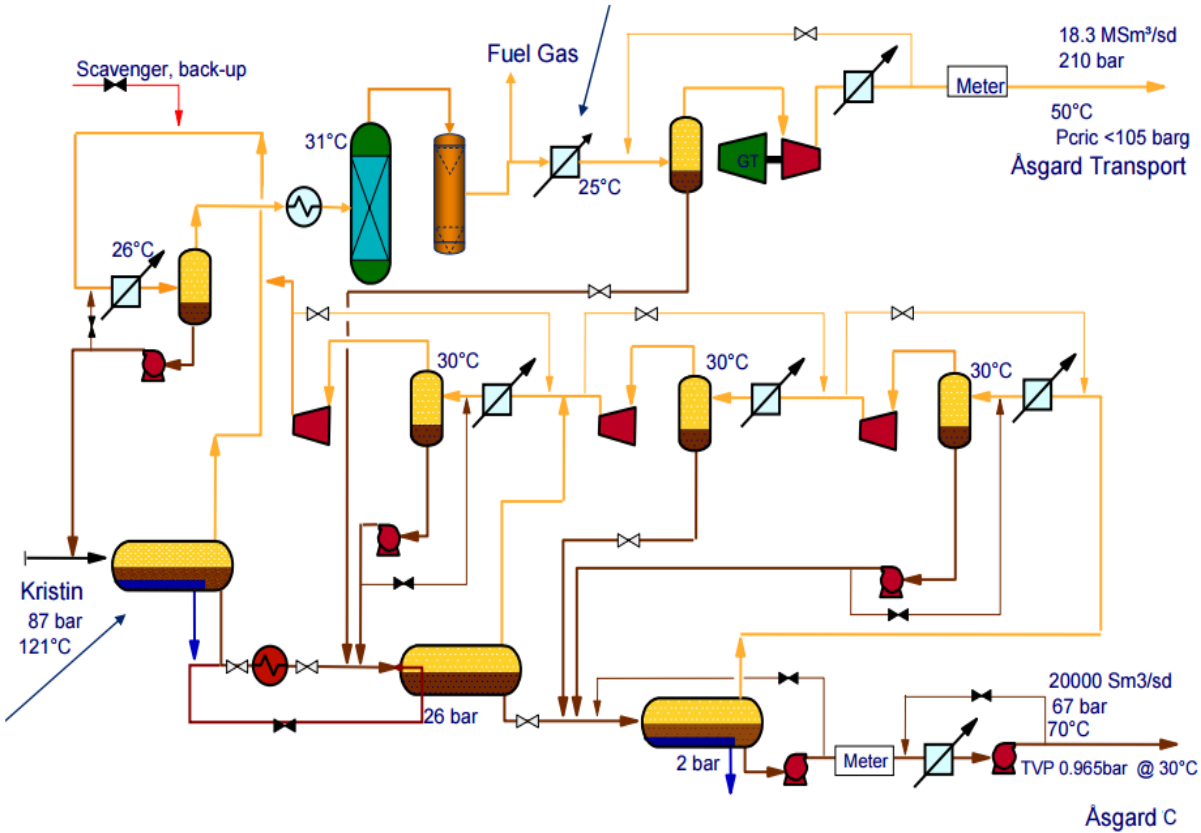 18.3 MSm³/sd
210 bar
Fuel Gas
Scavenger, back-up
Meter
50°C
Pcric <105 barg
Åsgard Transport
31°C
GT
25°C
26°C
30°C
30°C
30°C
Kristin
87 bar
121°C
26 bar
20000 Sm3/sd
67 bar
70°C
2 bar
Meter
TVP 0.965bar @ 30°C
Åsgard C